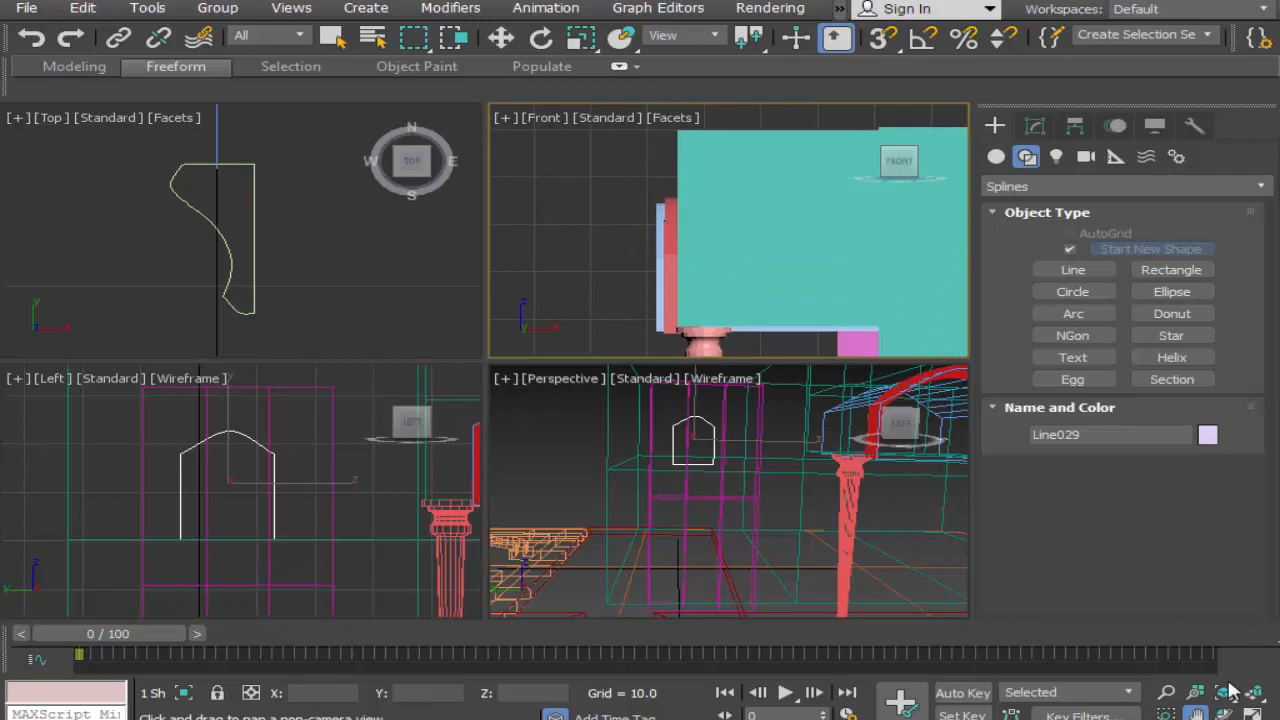 File Edit Tools Group Views Create Modifiers Animation Graph Editors Rendering » Sign In Workspaces: Default
All View Create Selection Se
Modeling Freeform Selection Object Paint Populate
[+] [Top] [Standard] [Facets]
N
W TOP E
S
y
z x
[+] [Front] [Standard] [Facets]
FRONT
z
y x
[+] [Left] [Standard] [Wireframe]
LEFT
z
y
[+] [Perspective] [Standard] [Wireframe]
LEFT
Splines
Object Type
AutoGrid
Start New Shape
Line Rectangle
Circle Ellipse
Arc Donut
NGon Star
Text Helix
Egg Section
Name and Color
Line029
< 0 / 100 >
1 Sh X: Y: Z: Grid = 10.0 Auto Key Selected
MAXScript Mi Click and drag to pan a non-camera view Add Time Tag 0 Set Key Key Filters...